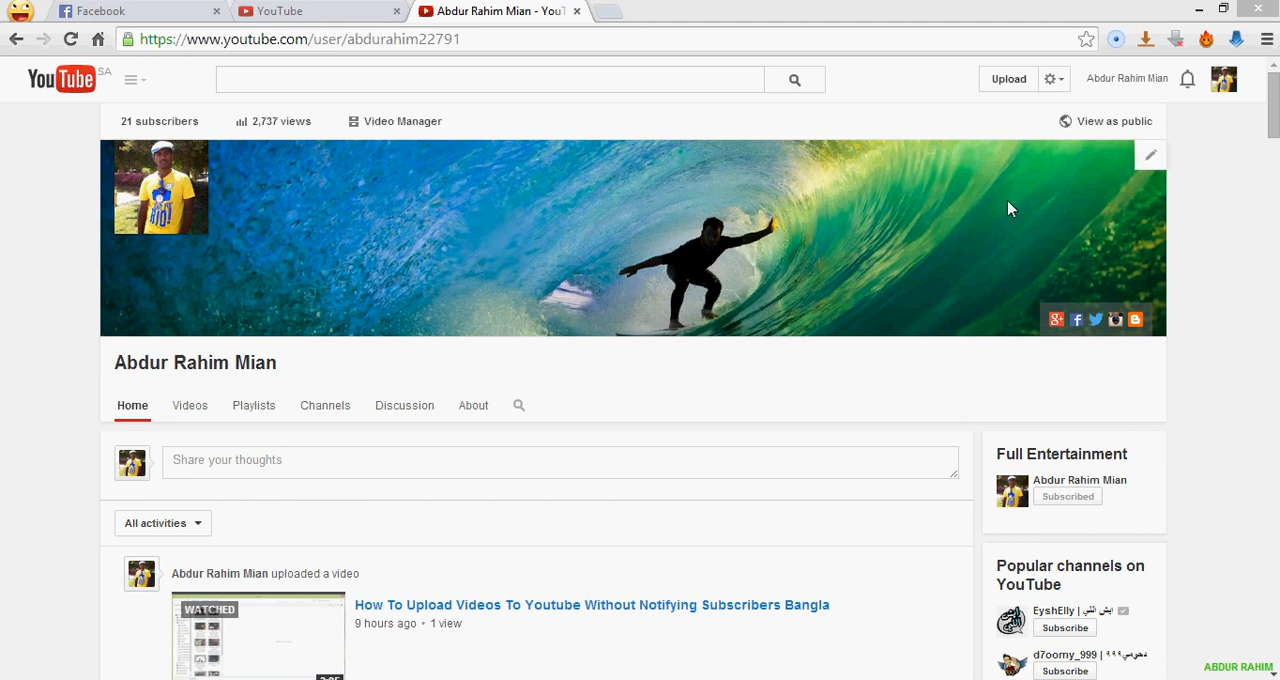 Facebook
YouTube
Abdur Rahim Mian - YouT
https://www.youtube.com/user/abdurahim22791
YouTube SA
Upload
Abdur Rahim Mian
21 subscribers
2,737 views
Video Manager
View as public
Abdur Rahim Mian
Home
Videos
Playlists
Channels
Discussion
About
Share your thoughts
All activities
Abdur Rahim Mian uploaded a video
WATCHED
How To Upload Videos To Youtube Without Notifying Subscribers Bangla
9 hours ago • 1 view
Full Entertainment
Abdur Rahim Mian
Subscribed
Popular channels on
YouTube
EyshElly | ايش اللي
Subscribe
d7oomy_999 | دحومي٩٩٩
Subscribe
ABDUR RAHIM